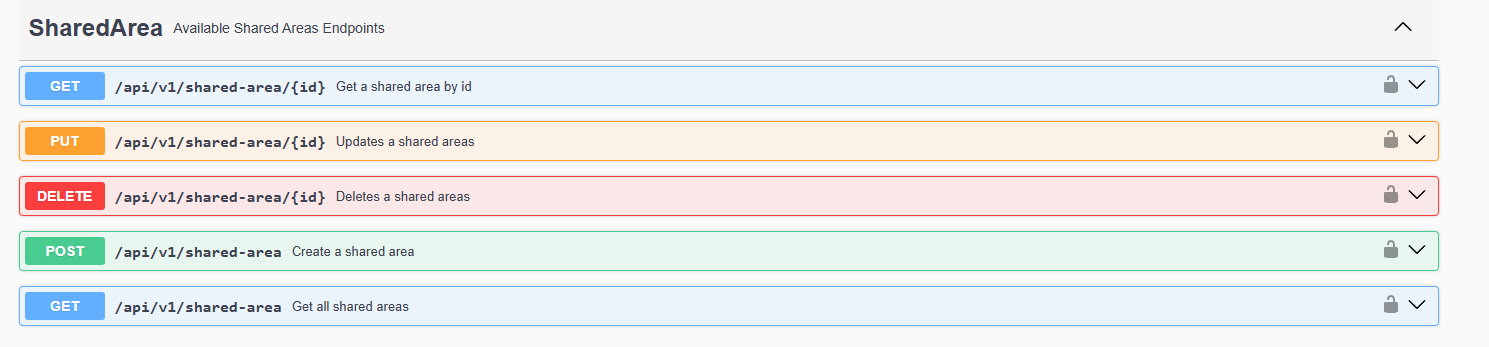 SharedArea Available Shared Areas Endpoints
GET /api/v1/shared-area/{id} Get a shared area by id
PUT /api/v1/shared-area/{id} Updates a shared areas
DELETE /api/v1/shared-area/{id} Deletes a shared areas
POST /api/v1/shared-area Create a shared area
GET /api/v1/shared-area Get all shared areas